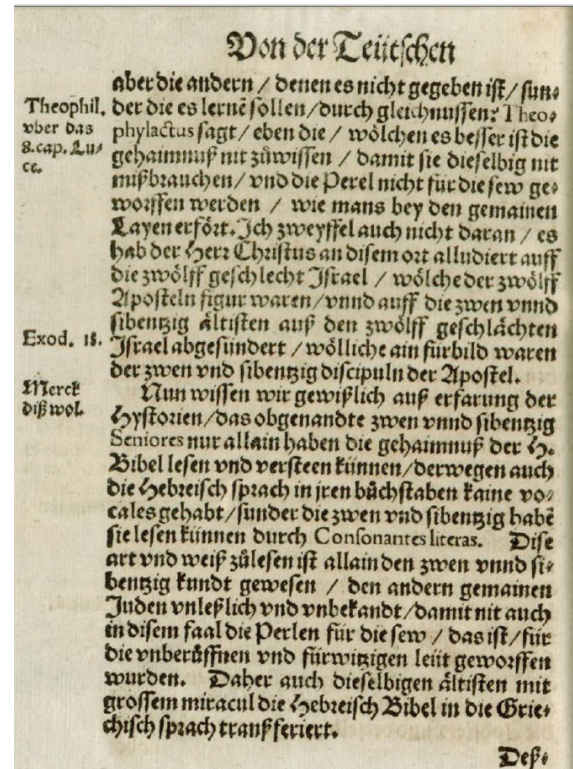 Von der Teütschen
aber die andern / denen es nicht gegeben ist / sun⸗
der die es lernē sollen / durch gleichnussen: Theo⸗
phylactus sagt / eben die / wölchen es besser ist die
gehaimnuß nit zůwissen / damit sie dieselbig nit
mißbrauchen / vnd die Perel nicht für die sew ge⸗
worffen werden / wie mans bey den gemainen
Layen erfört. Jch zweyffel auch nicht daran / es
hab der Herr Christus an disem ort alludiert auff
die zwölff geschlecht Jsrael / wölche der zwölff
Aposteln figur waren / vnnd auff die zwen vnnd
sibentzig ältisten auß den zwölff geschlächten
Jsrael abgesündert / wölliche ain fürbild waren
der zwen vnd sibentzig discipuln der Apostel.
Nun wissen wir gewißlich auß erfarung der
Hystorien / das obgenandte zwen vnnd sibentzig
Seniores nur allain haben die gehaimnuß der H.
Bibel lesen vnd versteen künnen / derwegen auch
die Hebreisch sprach in jren bůchstaben kaine vo⸗
cales gehabt / sunder die zwen vnd sibentzig habē
sie lesen künnen durch Consonantes literas. Dise
art vnd weiß zůlesen ist allain den zwen vnnd si⸗
bentzig kundt gewesen / den andern gemainen
Juden vnleßlich vnd vnbekandt / damit nit auch
in disem faal die Perlen für die sew / das ist / für
die vnberůffnen vnd fürwitzigen leüt geworffen
wurden. Daher auch dieselbigen ältisten mit
grossem miracul die Hebreisch Bibel in die Grie⸗
chisch sprach tranßferiert.
Deß⸗
Theophil.
vber das
8. cap. Lu⸗
ce.
Exod. 18.
Merck
diß wol.